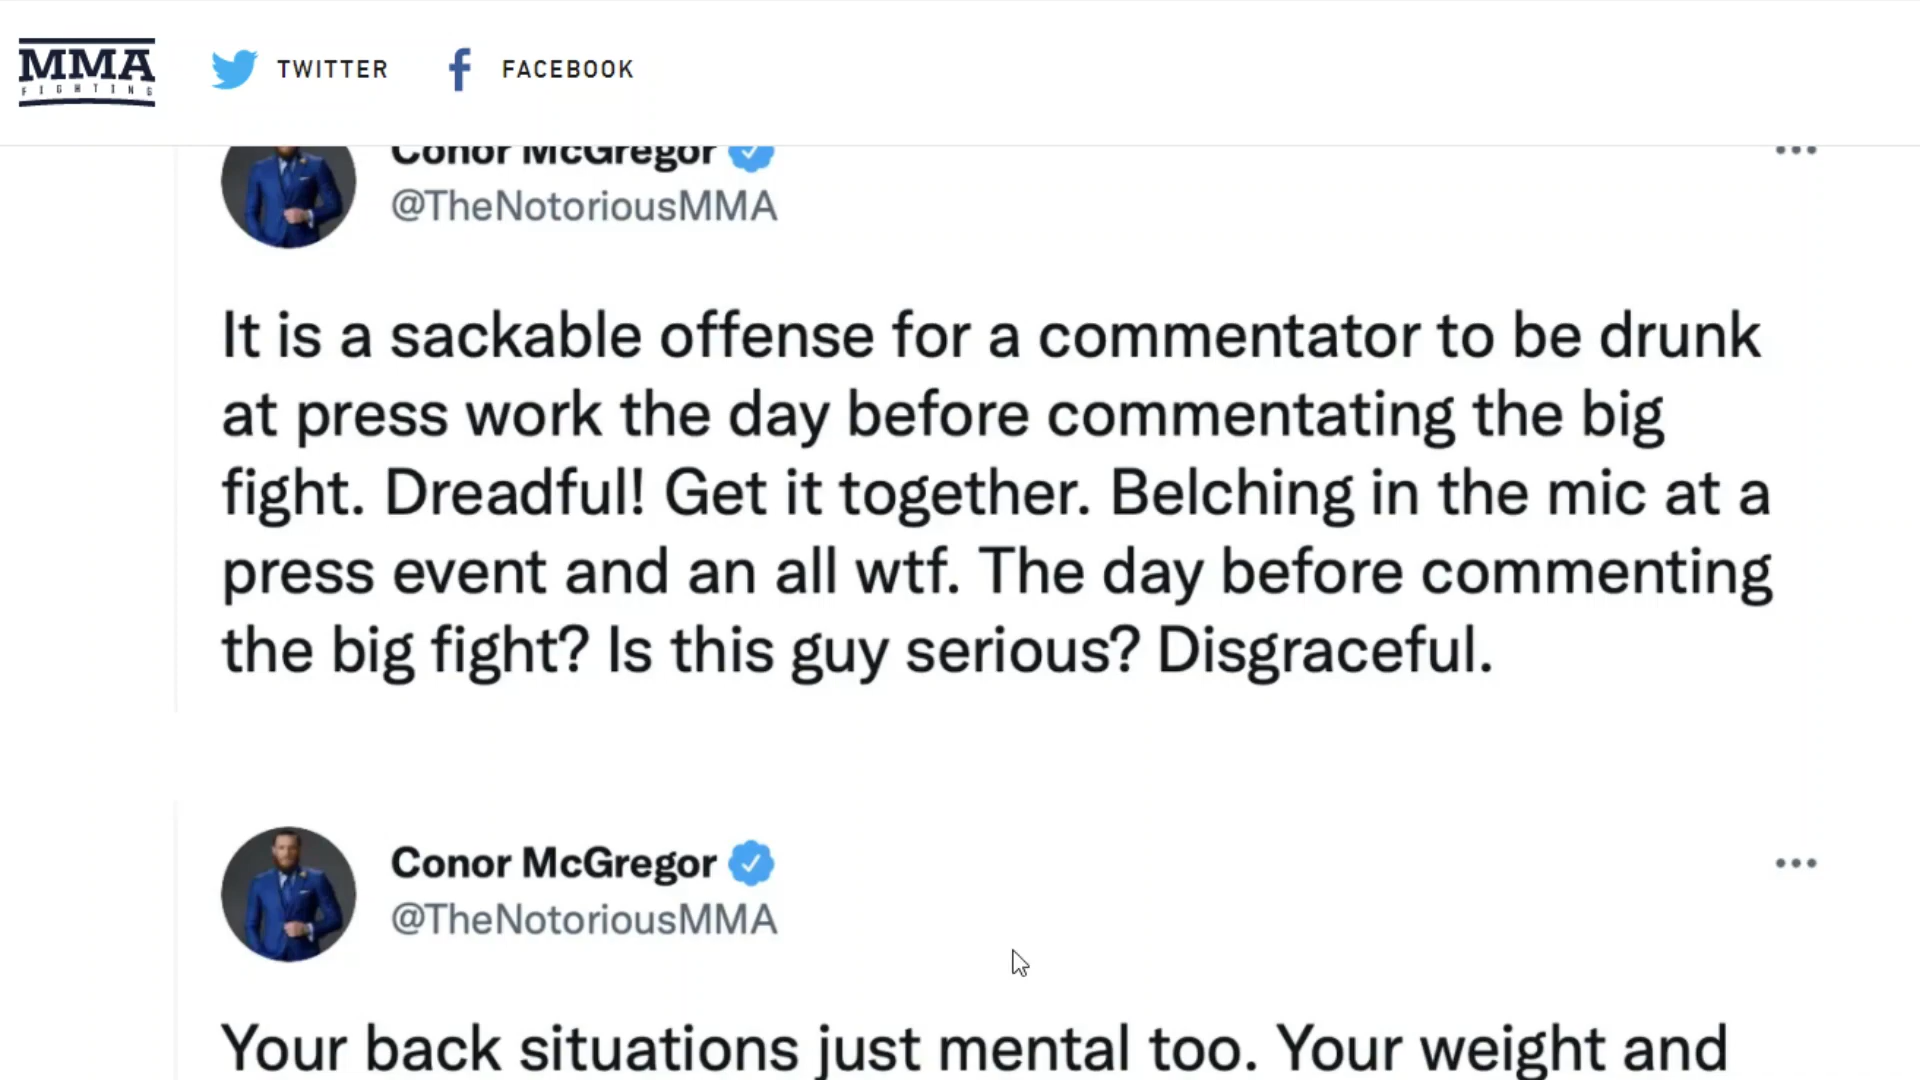 MMA
FIGHTING
TWITTER
FACEBOOK
Conor McGregor
@TheNotoriousMMA
It is a sackable offense for a commentator to be drunk
at press work the day before commentating the big
fight. Dreadful! Get it together. Belching in the mic at a
press event and an all wtf. The day before commenting
the big fight? Is this guy serious? Disgraceful.
Conor McGregor
@TheNotoriousMMA
Your back situations just mental too. Your weight and